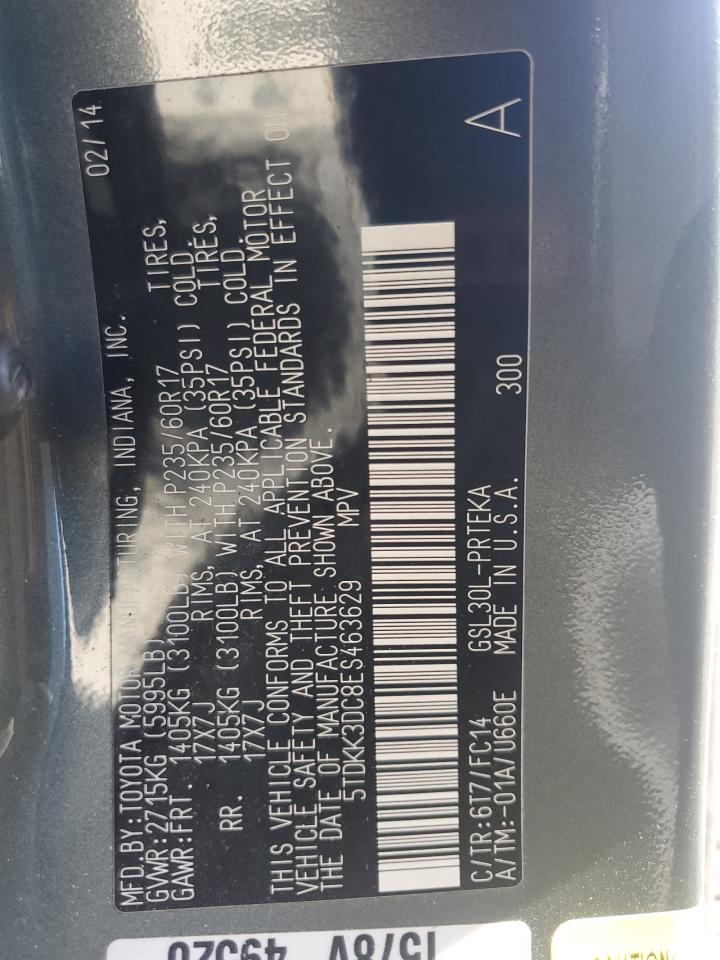 MFD.BY:TOYOTA MOTOR MANUFACTURING, INDIANA, INC. 02/14
GVWR:2715KG (5995LB)
GAWR:FRT. 1405KG (3100LB) WITH P235/60R17 TIRES,
17X7J RIMS, AT 240KPA (35PSI) COLD.
RR. 1405KG (3100LB) WITH P235/60R17 TIRES,
17X7J RIMS, AT 240KPA (35PSI) COLD.
THIS VEHICLE CONFORMS TO ALL APPLICABLE FEDERAL MOTOR
VEHICLE SAFETY AND THEFT PREVENTION STANDARDS IN EFFECT ON
THE DATE OF MANUFACTURE SHOWN ABOVE.
5TDKK3DC8ES463629 MPV
C/TR:6T7/FC14 GSL30L-PRTEKA A
A/TM:-01A/U660E MADE IN U.S.A. 300